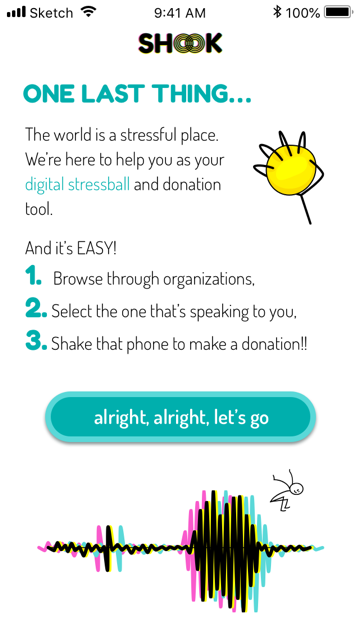 Sketch 9:41 AM 100%
SHOOK
ONE LAST THING...
The world is a stressful place.
We're here to help you as your
digital stressball and donation
tool.
And it's EASY!
1. Browse through organizations,
2. Select the one that's speaking to you,
3. Shake that phone to make a donation!!
alright, alright, let's go